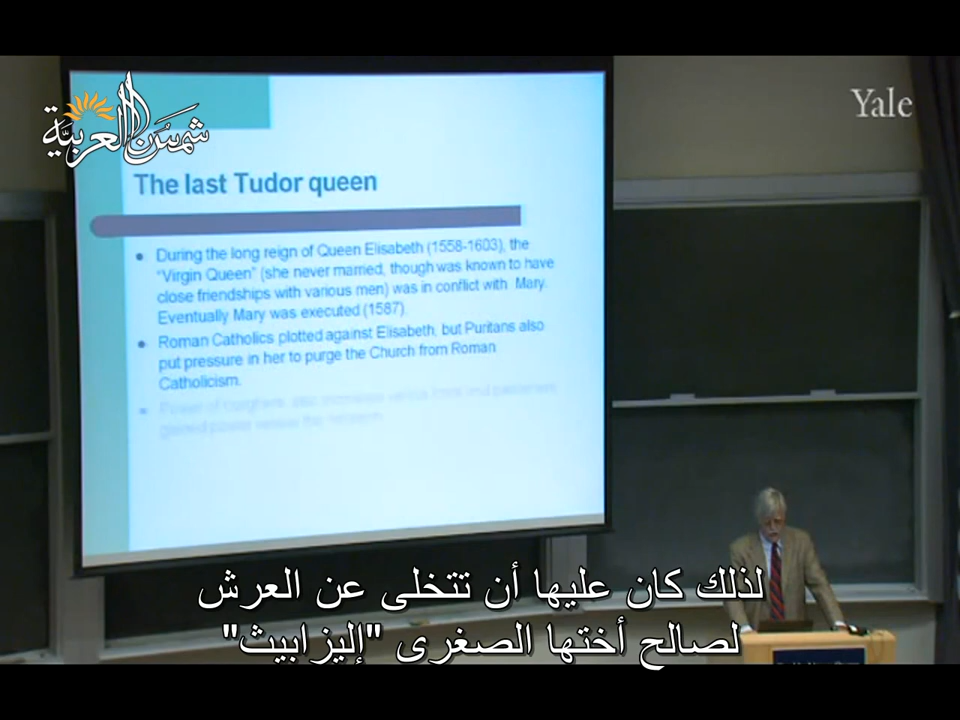 شمس العربية
Yale
The last Tudor queen
During the long reign of Queen Elisabeth (1558-1603), the
"Virgin Queen" (she never married, though was known to have
close friendships with various men) was in conflict with Mary.
Eventually Mary was executed (1587).
Roman Catholics plotted against Elisabeth, but Puritans also
put pressure in her to purge the Church from Roman
Catholicism.
لذلك كان عليها أن تتخلى عن العرش
لصالح أختها الصغرى "إليزابيث"